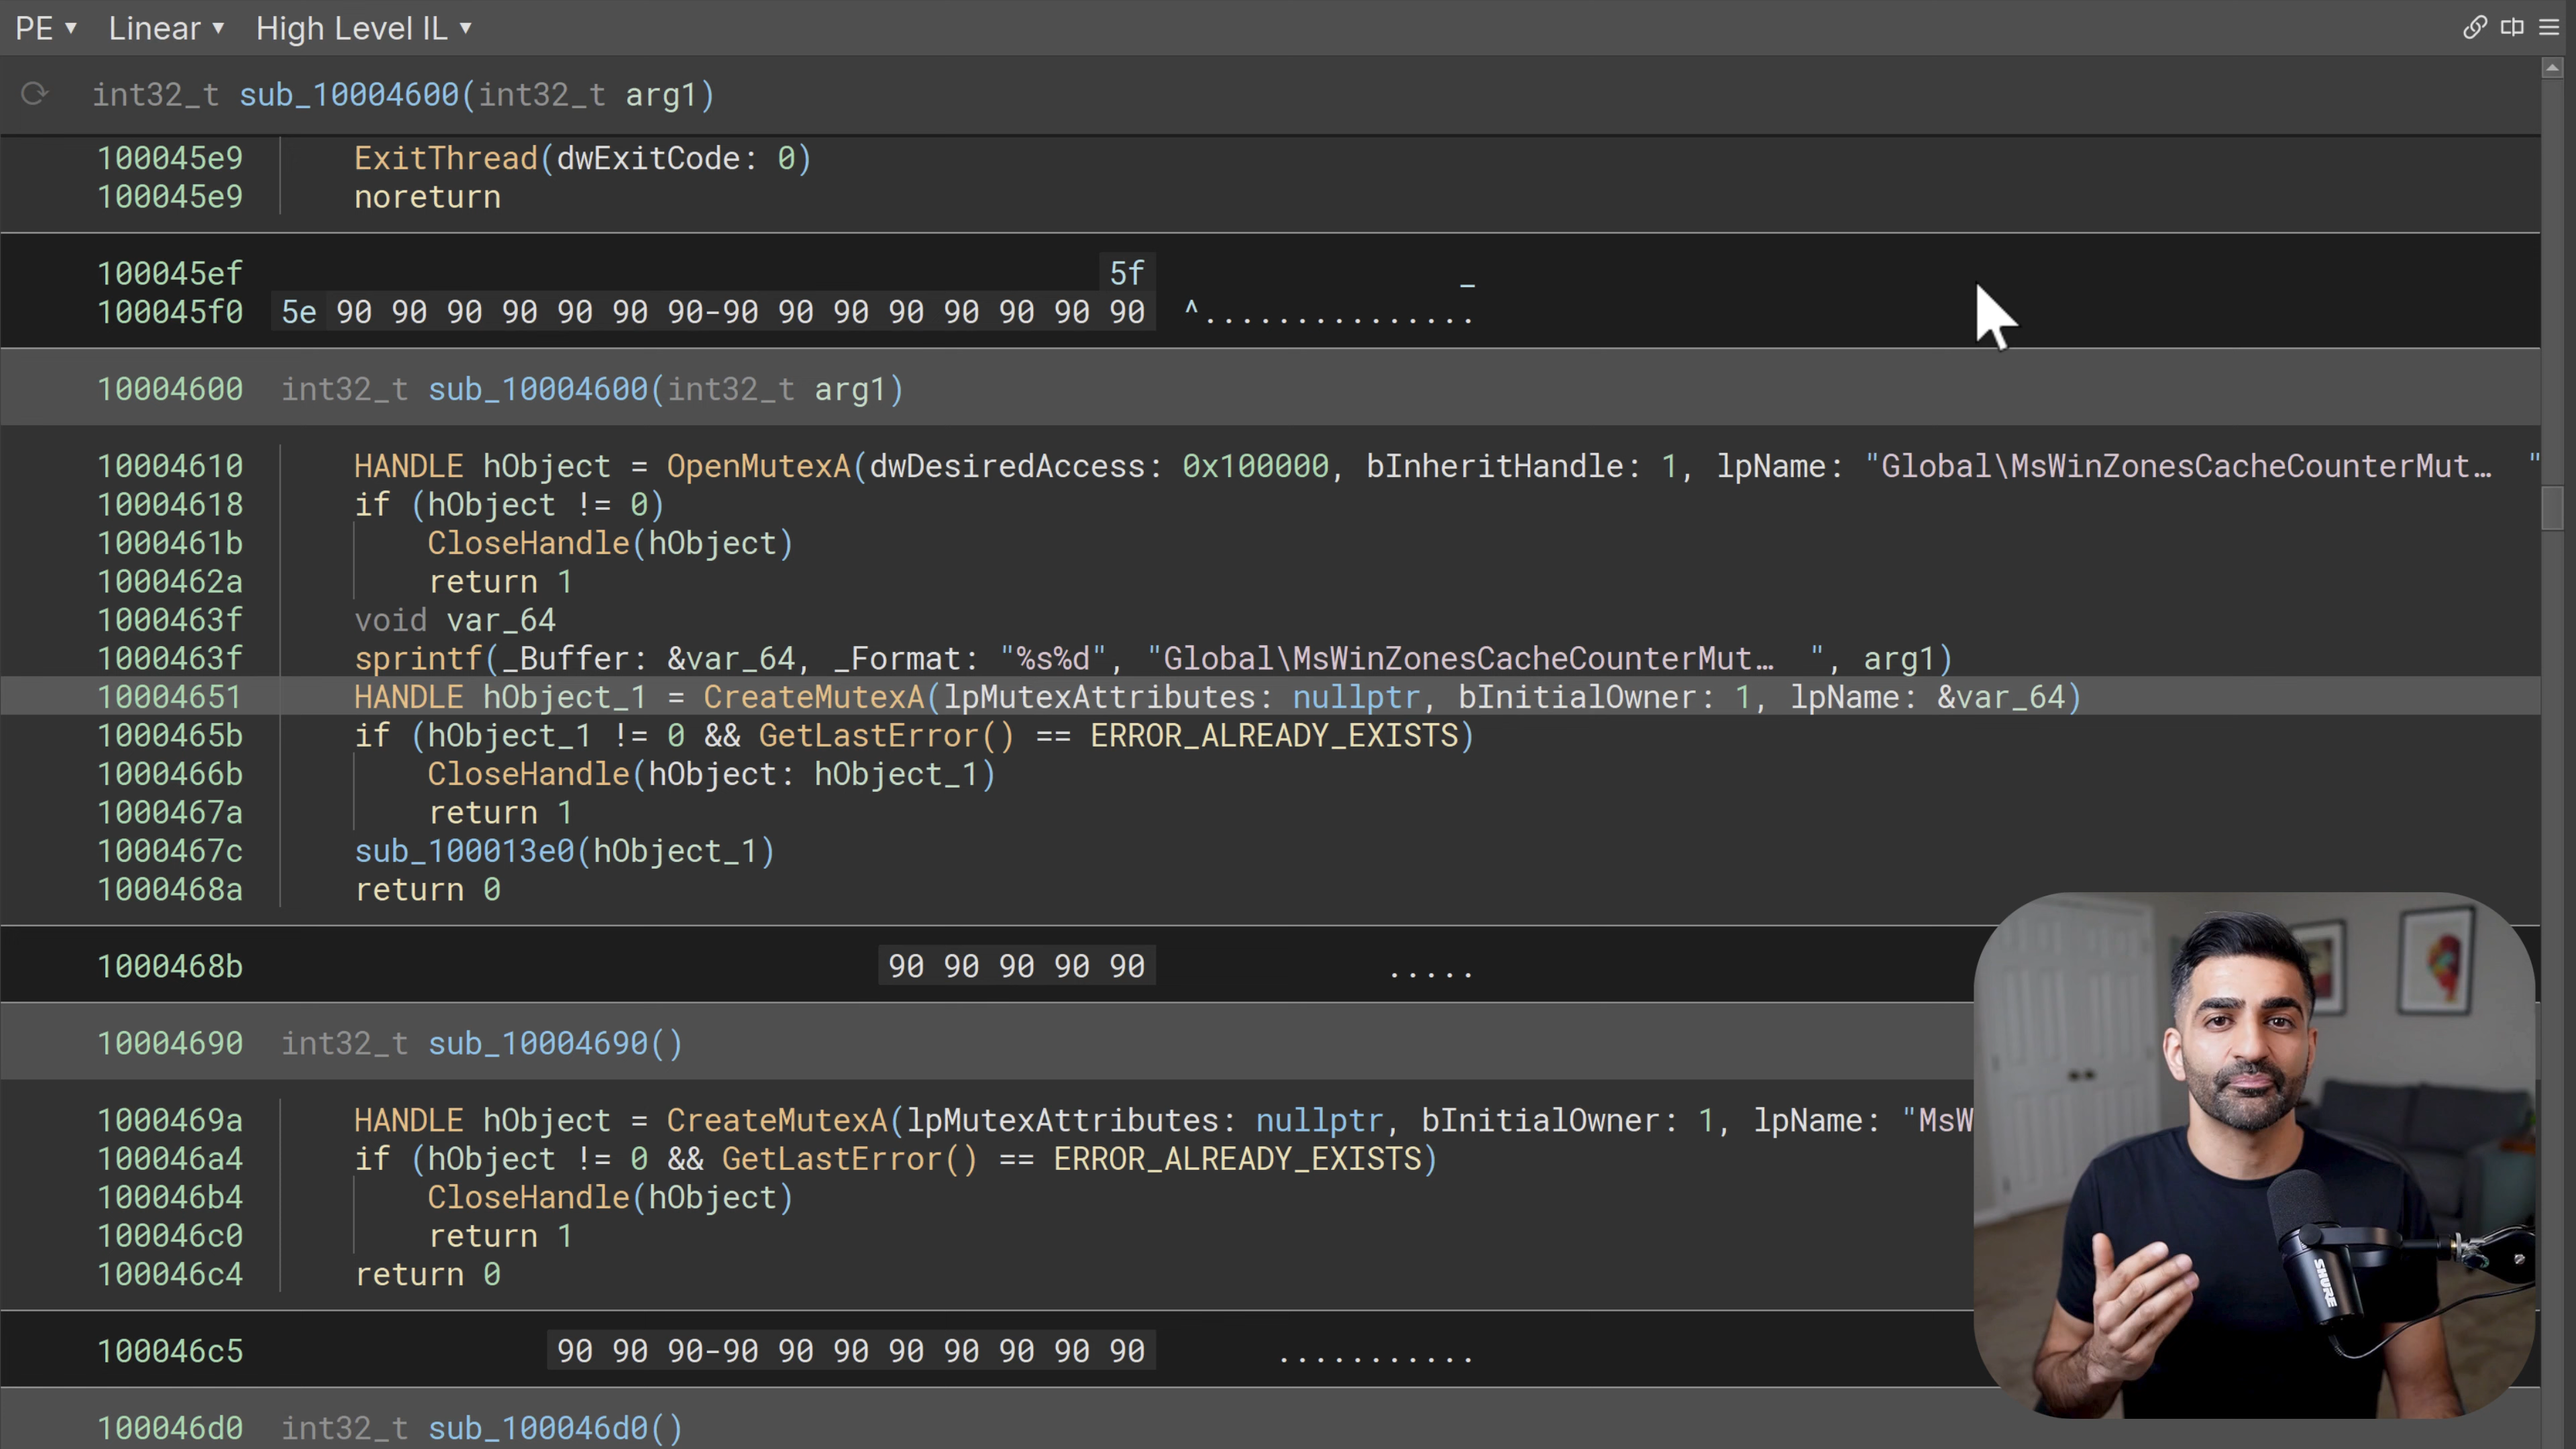 PE ▼ Linear ▼ High Level IL ▼
int32_t sub_10004600(int32_t arg1)
100045e9 ExitThread(dwExitCode: 0)
100045e9 noreturn
100045ef 5f _
100045f0 5e 90 90 90 90 90 90 90-90 90 90 90 90 90 90 90 ^...............
10004600 int32_t sub_10004600(int32_t arg1)
10004610 HANDLE hObject = OpenMutexA(dwDesiredAccess: 0x100000, bInheritHandle: 1, lpName: "Global\MsWinZonesCacheCounterMut… "
10004618 if (hObject != 0)
1000461b CloseHandle(hObject)
1000462a return 1
1000463f void var_64
1000463f sprintf(_Buffer: &var_64, _Format: "%s%d", "Global\MsWinZonesCacheCounterMut… ", arg1)
10004651 HANDLE hObject_1 = CreateMutexA(lpMutexAttributes: nullptr, bInitialOwner: 1, lpName: &var_64)
1000465b if (hObject_1 != 0 && GetLastError() == ERROR_ALREADY_EXISTS)
1000466b CloseHandle(hObject: hObject_1)
1000467a return 1
1000467c sub_100013e0(hObject_1)
1000468a return 0
1000468b 90 90 90 90 90 .....
10004690 int32_t sub_10004690()
1000469a HANDLE hObject = CreateMutexA(lpMutexAttributes: nullptr, bInitialOwner: 1, lpName: "MsW
100046a4 if (hObject != 0 && GetLastError() == ERROR_ALREADY_EXISTS)
100046b4 CloseHandle(hObject)
100046c0 return 1
100046c4 return 0
100046c5 90 90 90-90 90 90 90 90 90 90 90 ...........
100046d0 int32_t sub_100046d0()
SHURE